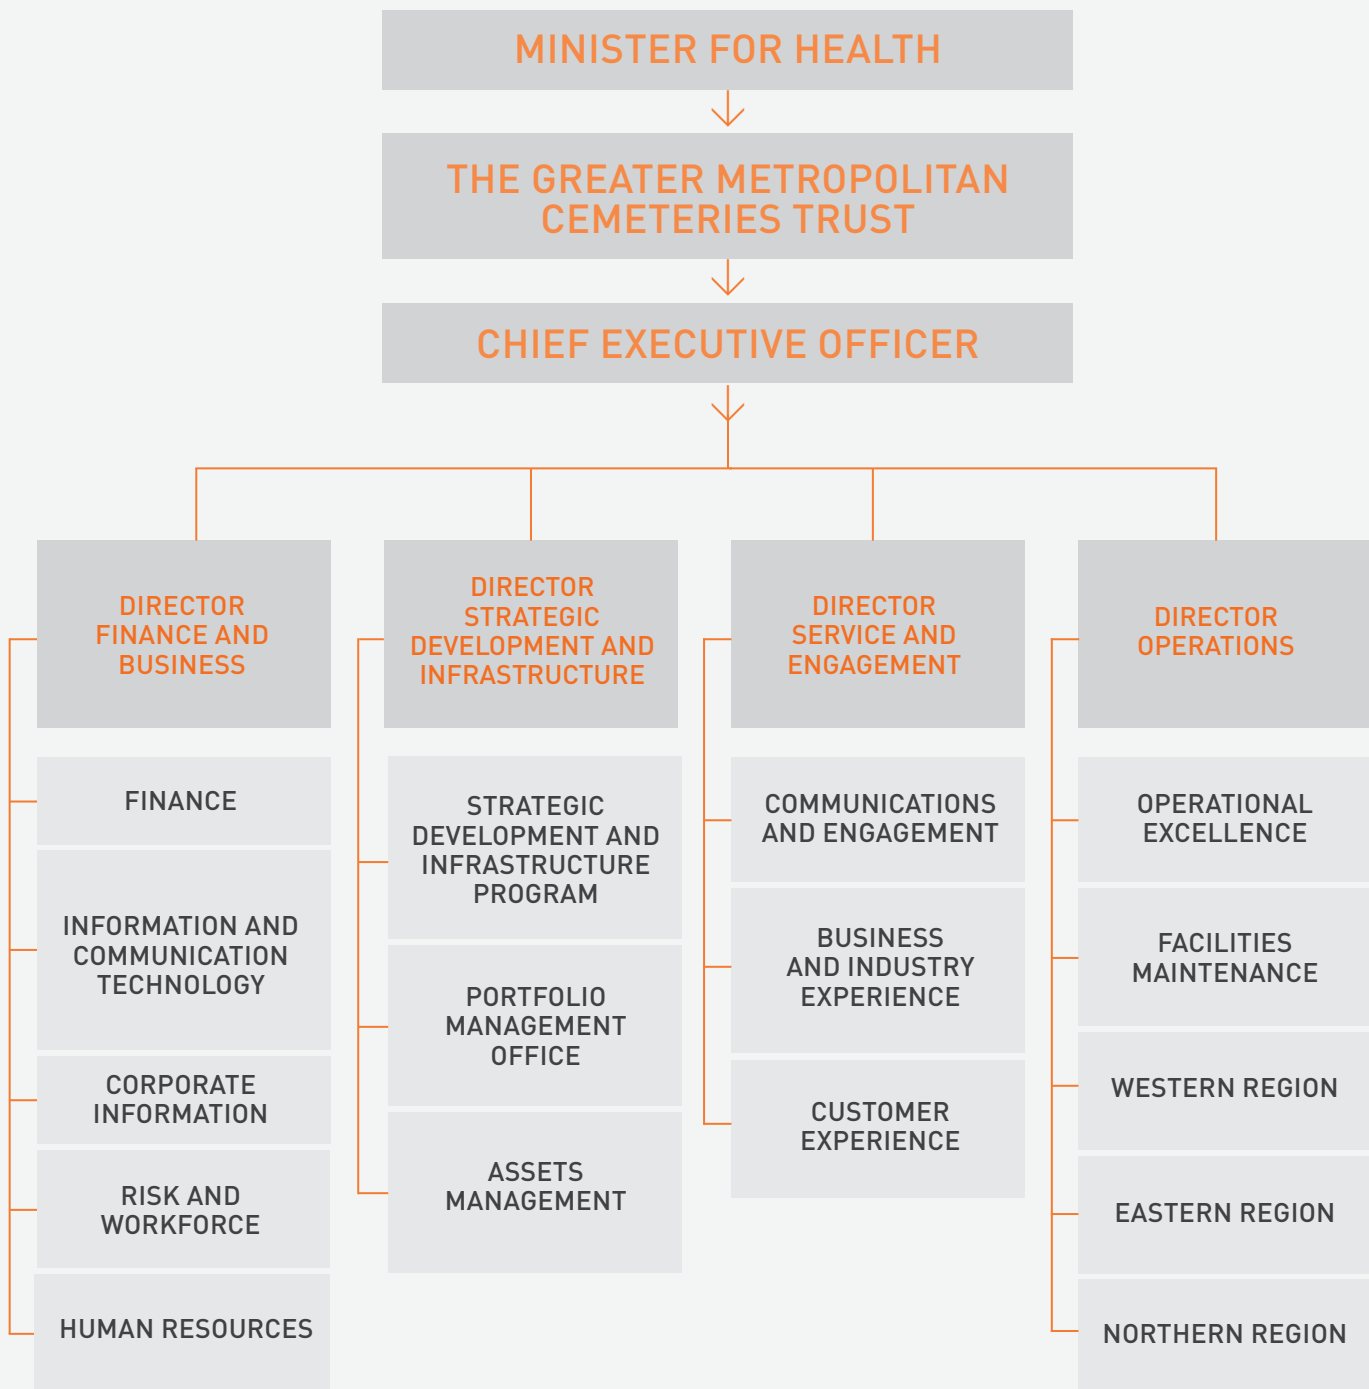 MINISTER FOR HEALTH
THE GREATER METROPOLITAN
CEMETERIES TRUST
CHIEF EXECUTIVE OFFICER
DIRECTOR
FINANCE AND
BUSINESS
FINANCE
INFORMATION AND
COMMUNICATION
TECHNOLOGY
CORPORATE
INFORMATION
RISK AND
WORKFORCE
HUMAN RESOURCES
DIRECTOR
STRATEGIC
DEVELOPMENT AND
INFRASTRUCTURE
STRATEGIC
DEVELOPMENT AND
INFRASTRUCTURE
PROGRAM
PORTFOLIO
MANAGEMENT
OFFICE
ASSETS
MANAGEMENT
DIRECTOR
SERVICE AND
ENGAGEMENT
COMMUNICATIONS
AND ENGAGEMENT
BUSINESS
AND INDUSTRY
EXPERIENCE
CUSTOMER
EXPERIENCE
DIRECTOR
OPERATIONS
OPERATIONAL
EXCELLENCE
FACILITIES
MAINTENANCE
WESTERN REGION
EASTERN REGION
NORTHERN REGION